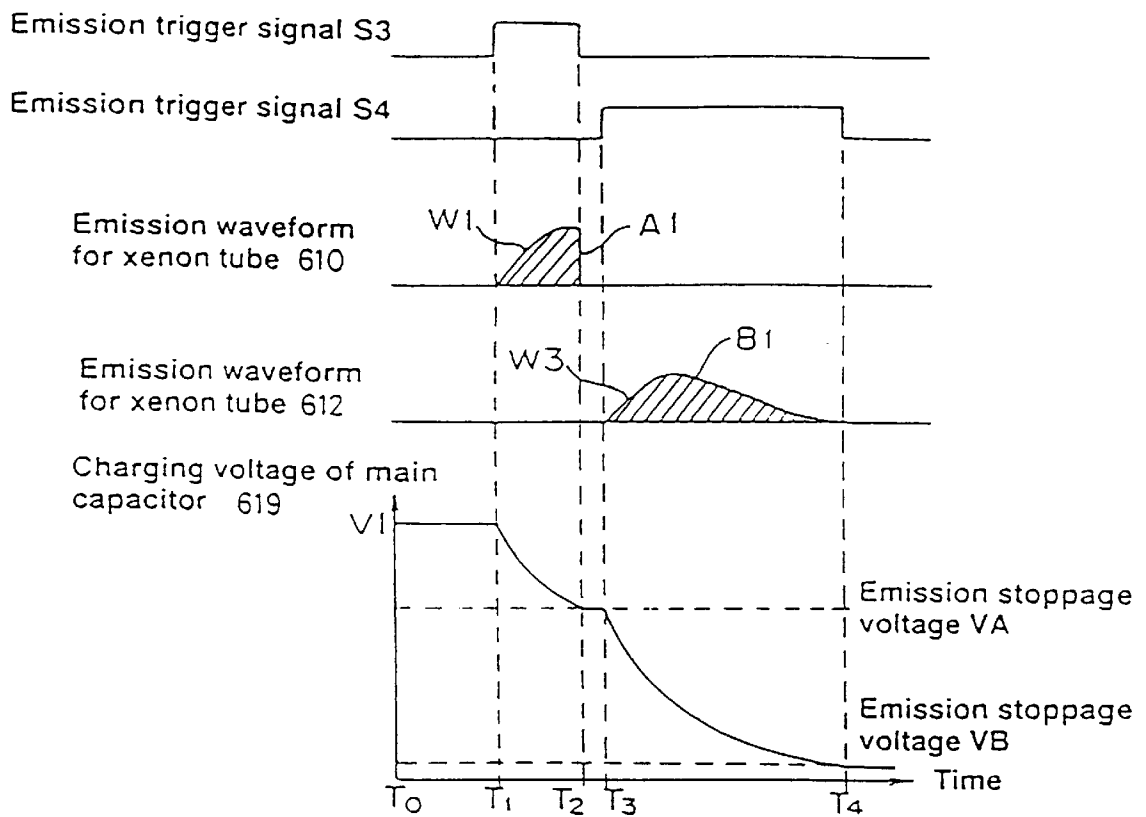 Emission trigger signal S3
Emission trigger signal S4
Emission waveform
for xenon tube 610
W1
A1
Emission waveform
for xenon tube 612
W3
B1
Charging voltage of main
capacitor 619
V1
Emission stoppage
voltage VA
Emission stoppage
voltage VB
Time
T0 T1 T2 T3 T4